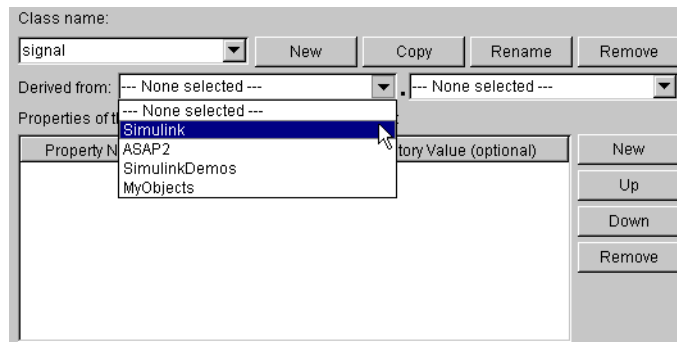 Class name:
signal New Copy Rename Remove
Derived from: --- None selected --- . --- None selected ---
--- None selected ---
Properties of t
Simulink
Property N tory Value (optional) New
ASAP2
SimulinkDemos
MyObjects
Up
Down
Remove